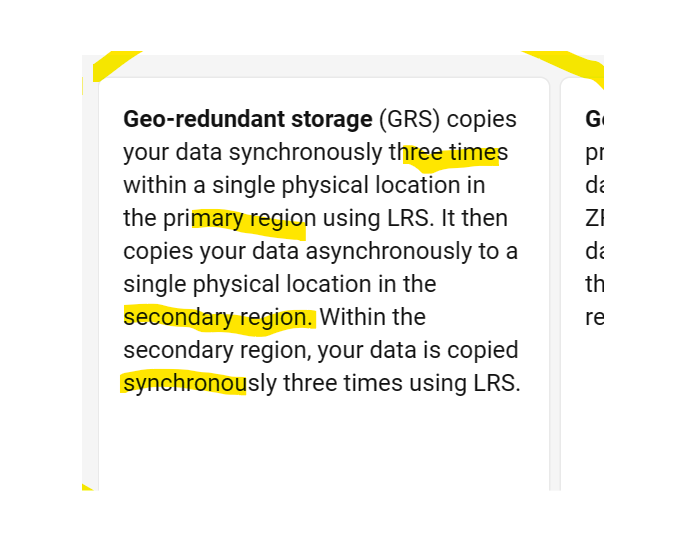 Geo-redundant storage (GRS) copies
your data synchronously three times
within a single physical location in
the primary region using LRS. It then
copies your data asynchronously to a
single physical location in the
secondary region. Within the
secondary region, your data is copied
synchronously three times using LRS.